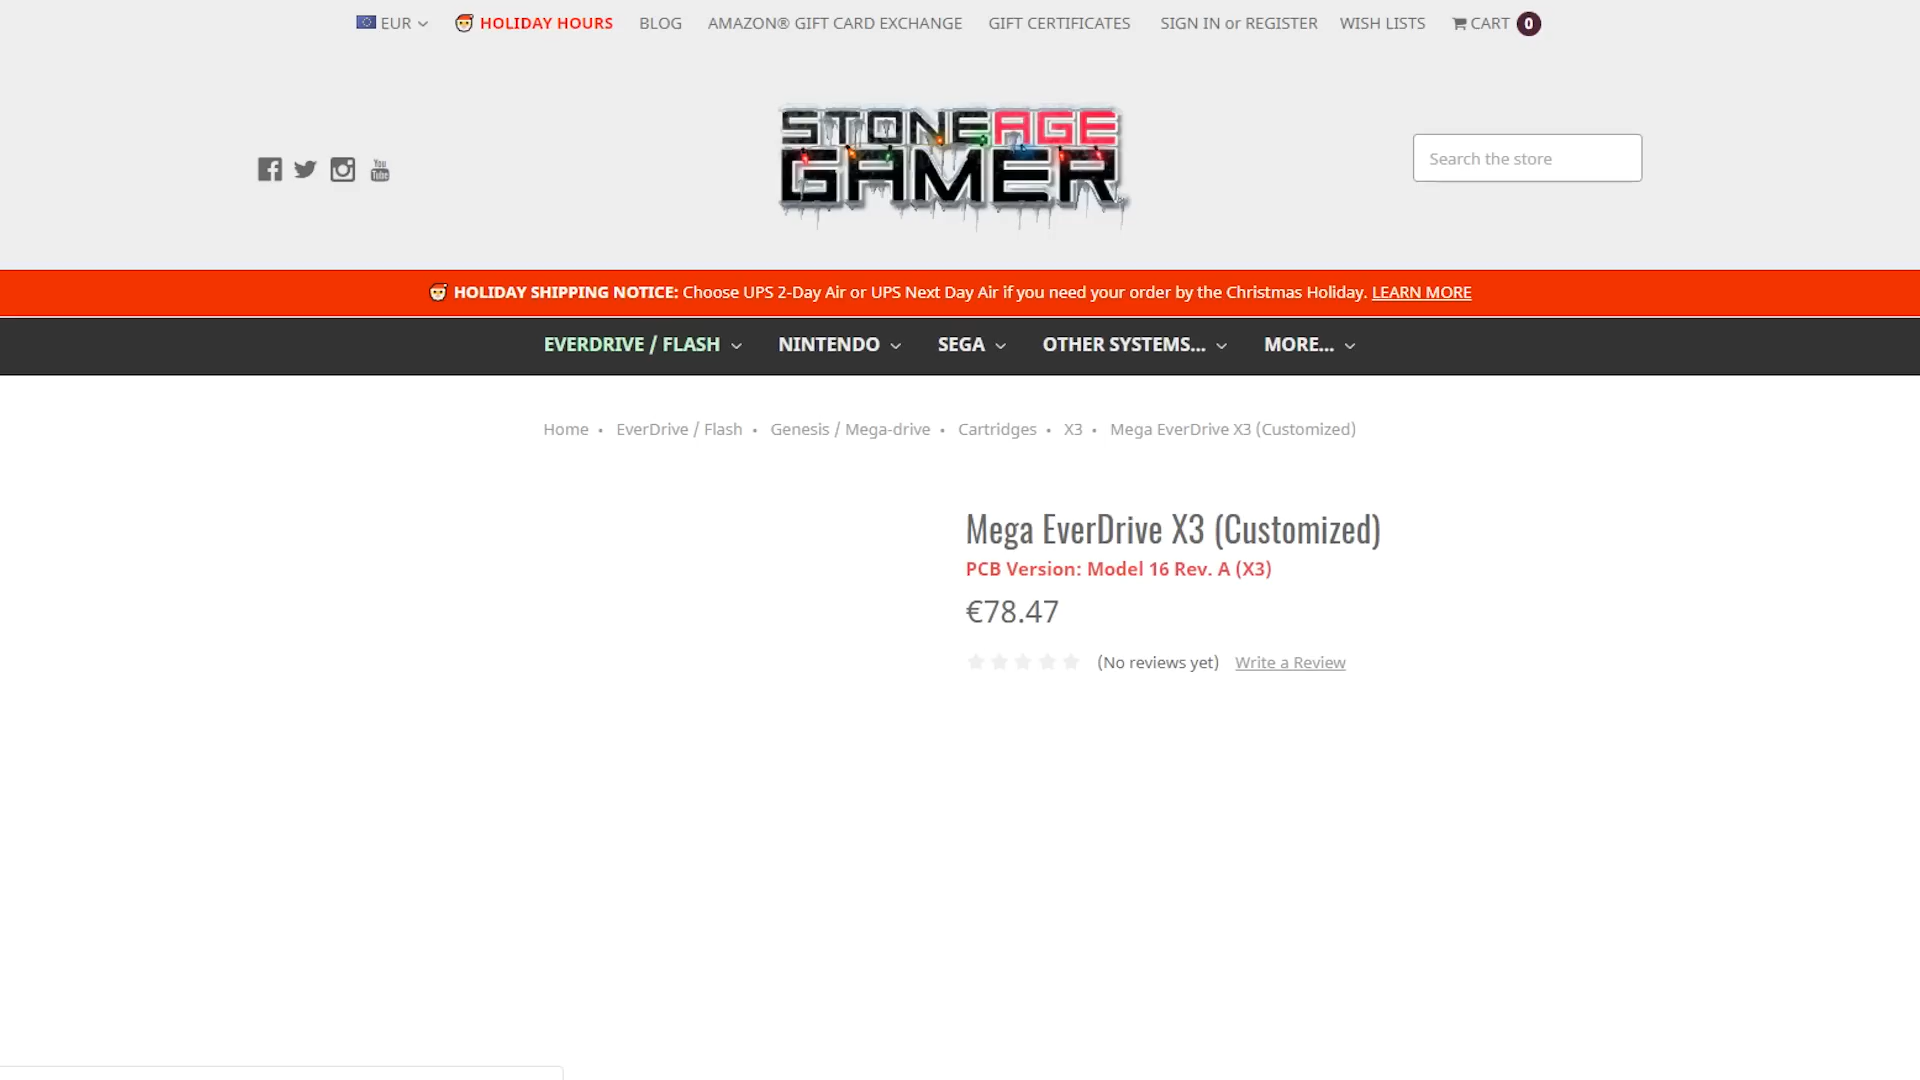 EUR HOLIDAY HOURS BLOG AMAZON® GIFT CARD EXCHANGE GIFT CERTIFICATES SIGN IN or REGISTER WISH LISTS CART 0
STONEAGE
GAMER
You
Tube
Search the store
HOLIDAY SHIPPING NOTICE: Choose UPS 2-Day Air or UPS Next Day Air if you need your order by the Christmas Holiday. LEARN MORE
EVERDRIVE / FLASH NINTENDO SEGA OTHER SYSTEMS... MORE...
Home • EverDrive / Flash • Genesis / Mega-drive • Cartridges • X3 • Mega EverDrive X3 (Customized)
Mega EverDrive X3 (Customized)
PCB Version: Model 16 Rev. A (X3)
€78.47
(No reviews yet) Write a Review